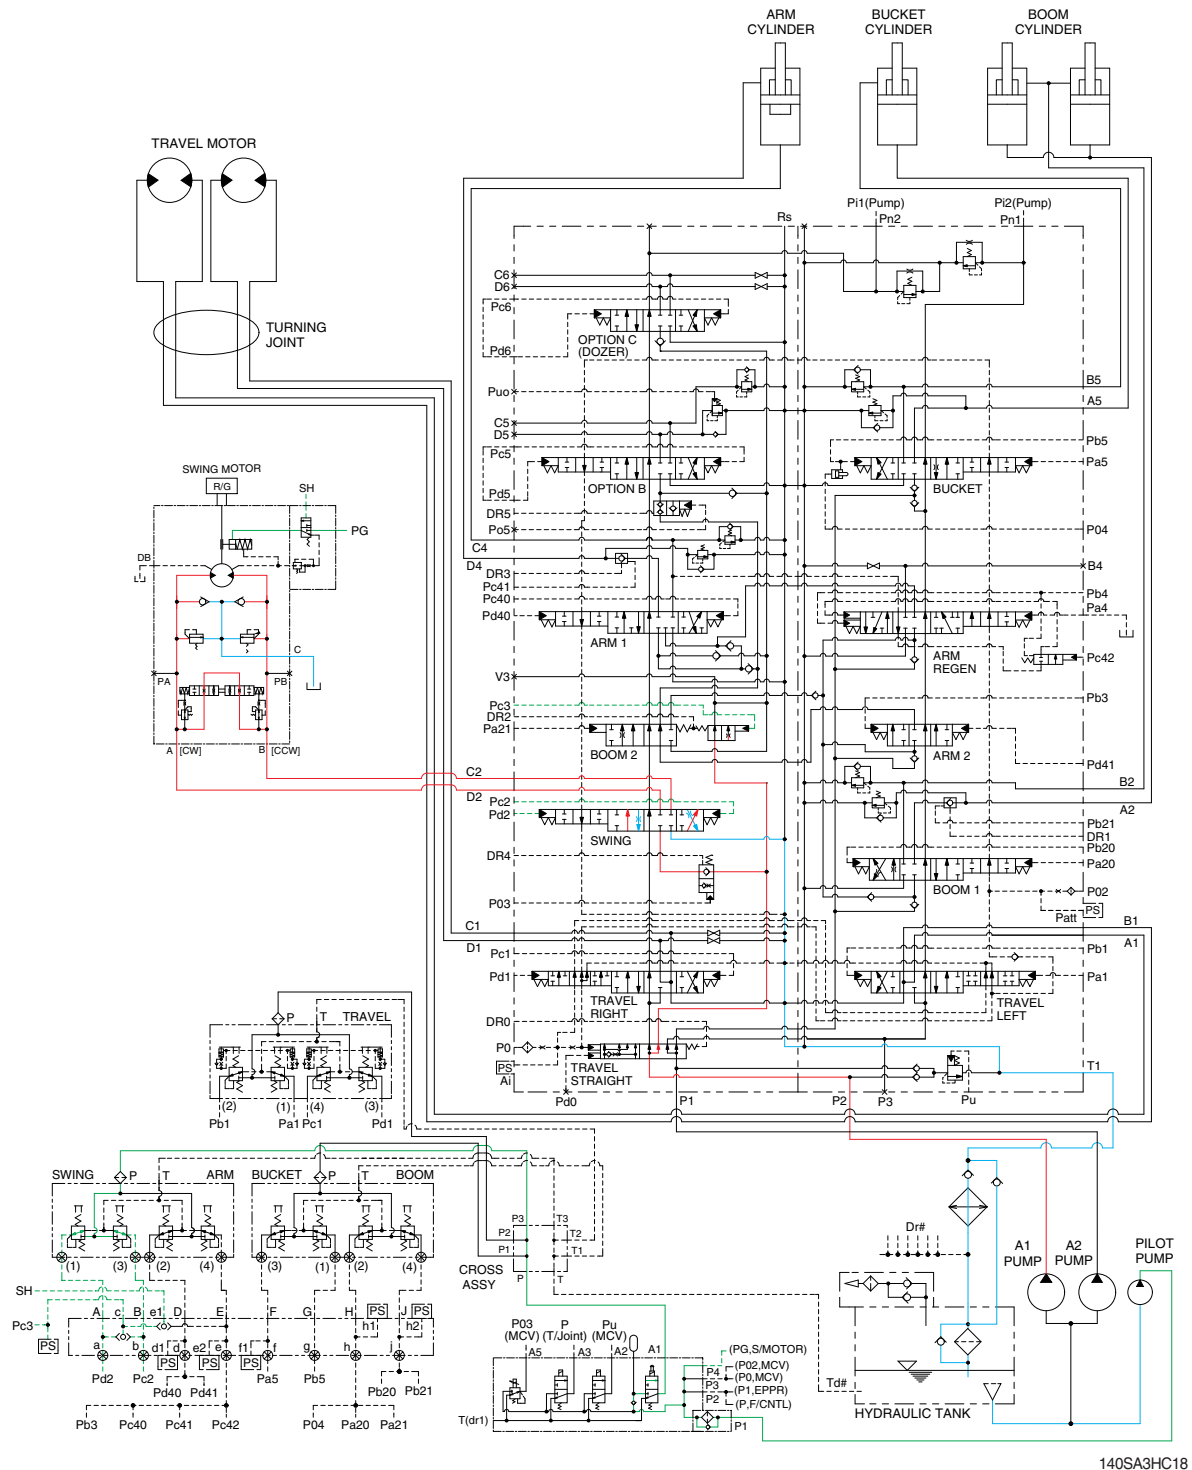 ARM
CYLINDER
BUCKET
CYLINDER
BOOM
CYLINDER
TRAVEL MOTOR
Pi1(Pump)
Pi2(Pump)
Rs
Pn2
Pn1
C6
D6
Pc6
TURNING
JOINT
OPTION C
(DOZER)
Pd6
B5
Puo
A5
C5
D5
Pb5
Pc5
Pa5
SWING MOTOR
R/G
SH
Pd5
OPTION B
BUCKET
DR5
PG
Po5
P04
C4
DB
D4
B4
DR3
Pc41
Pb4
Pc40
Pa4
Pd40
ARM 1
ARM
REGEN
C
Pc42
V3
PA
PB
Pb3
Pc3
DR2
Pa21
BOOM 2
ARM 2
A [CW]
B [CCW]
Pd41
C2
B2
D2
Pc2
A2
Pd2
Pb21
SWING
DR1
Pb20
DR4
Pa20
BOOM 1
P02
P03
PS
Patt
C1
B1
A1
D1
Pc1
Pb1
Pd1
Pa1
TRAVEL
RIGHT
TRAVEL
LEFT
P
T
TRAVEL
DR0
P0
PS
Ai
TRAVEL
STRAIGHT
T1
Pd0
P1
P2
P3
Pu
(2)
(1)
(4)
(3)
Pb1
Pa1
Pc1
Pd1
SWING
P
T
ARM
BUCKET
P
T
BOOM
P3
T3
P2
T2
P1
T1
CROSS
ASSY
P
T
Dr#
A1
PUMP
A2
PUMP
PILOT
PUMP
(1)
(3)
(2)
(4)
(3)
(1)
(2)
(4)
SH
A
c
B
e1
D
E
F
G
H
PS
J
PS
h1
h2
Pc3
PS
a
b
d1
d
e2
e
f1
f
g
h
j
PS
PS
PS
Pd2
Pc2
Pd40
Pd41
Pa5
Pb5
Pb20
Pb21
Pb3
Pc40
Pc41
Pc42
P04
Pa20
Pa21
P03
(MCV)
P
(T/Joint)
Pu
(MCV)
A5
A3
A2
A1
(PG,S/MOTOR)
(P02,MCV)
P4
(P0,MCV)
P3
(P1,EPPR)
P2
(P,F/CNTL)
T(dr1)
P1
Td#
HYDRAULIC TANK
140SA3HC18